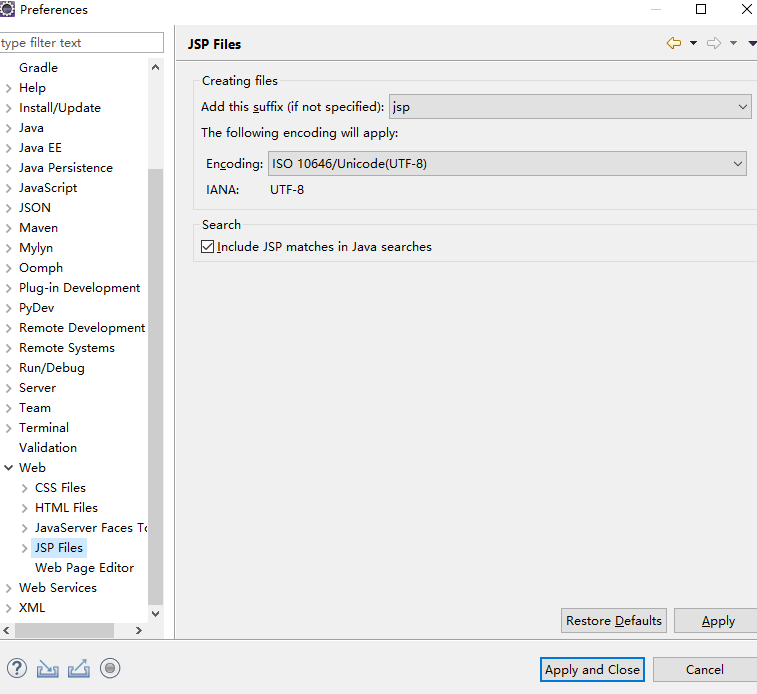 Preferences
type filter text
Gradle
Help
Install/Update
Java
Java EE
Java Persistence
JavaScript
JSON
Maven
Mylyn
Oomph
Plug-in Development
PyDev
Remote Development
Remote Systems
Run/Debug
Server
Team
Terminal
Validation
Web
CSS Files
HTML Files
JavaServer Faces To
JSP Files
Web Page Editor
Web Services
XML
JSP Files
Creating files
Add this suffix (if not specified): jsp
The following encoding will apply:
Encoding: ISO 10646/Unicode(UTF-8)
IANA: UTF-8
Search
Include JSP matches in Java searches
Restore Defaults Apply
Apply and Close Cancel